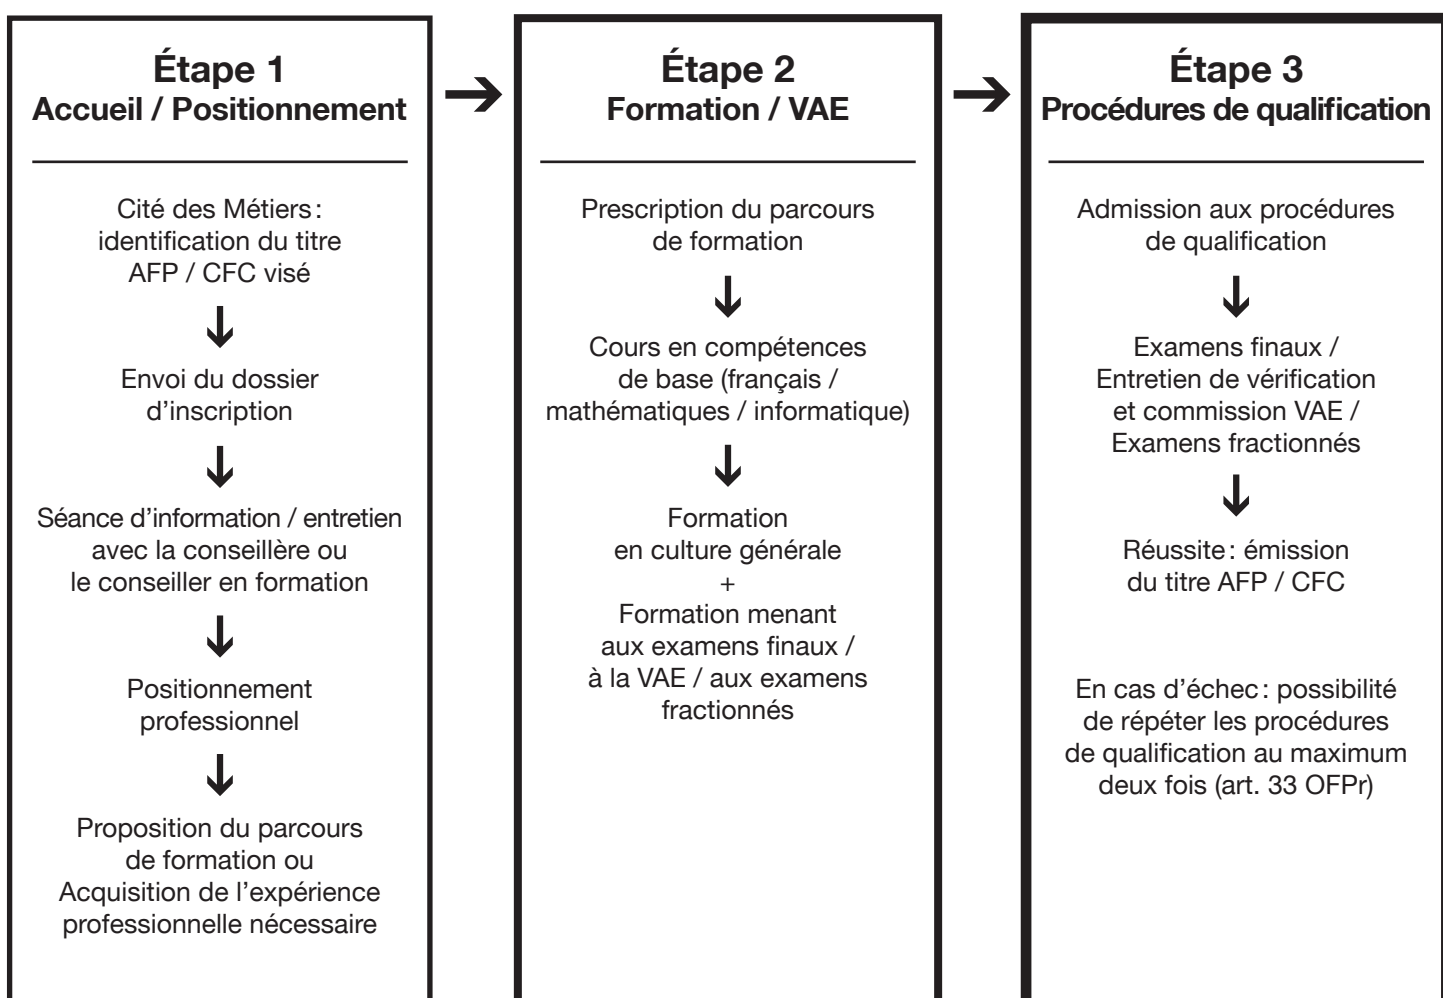 Étape 1
Accueil / Positionnement
Cité des Métiers :
identification du titre
AFP / CFC visé
Envoi du dossier
d’inscription
Séance d’information / entretien
avec la conseillère ou
le conseiller en formation
Positionnement
professionnel
Proposition du parcours
de formation ou
Acquisition de l’expérience
professionnelle nécessaire
Étape 2
Formation / VAE
Prescription du parcours
de formation
Cours en compétences
de base (français /
mathématiques / informatique)
Formation
en culture générale
+
Formation menant
aux examens finaux /
à la VAE / aux examens
fractionnés
Étape 3
Procédures de qualification
Admission aux procédures
de qualification
Examens finaux /
Entretien de vérification
et commission VAE /
Examens fractionnés
Réussite : émission
du titre AFP / CFC
En cas d’échec : possibilité
de répéter les procédures
de qualification au maximum
deux fois (art. 33 OFPr)